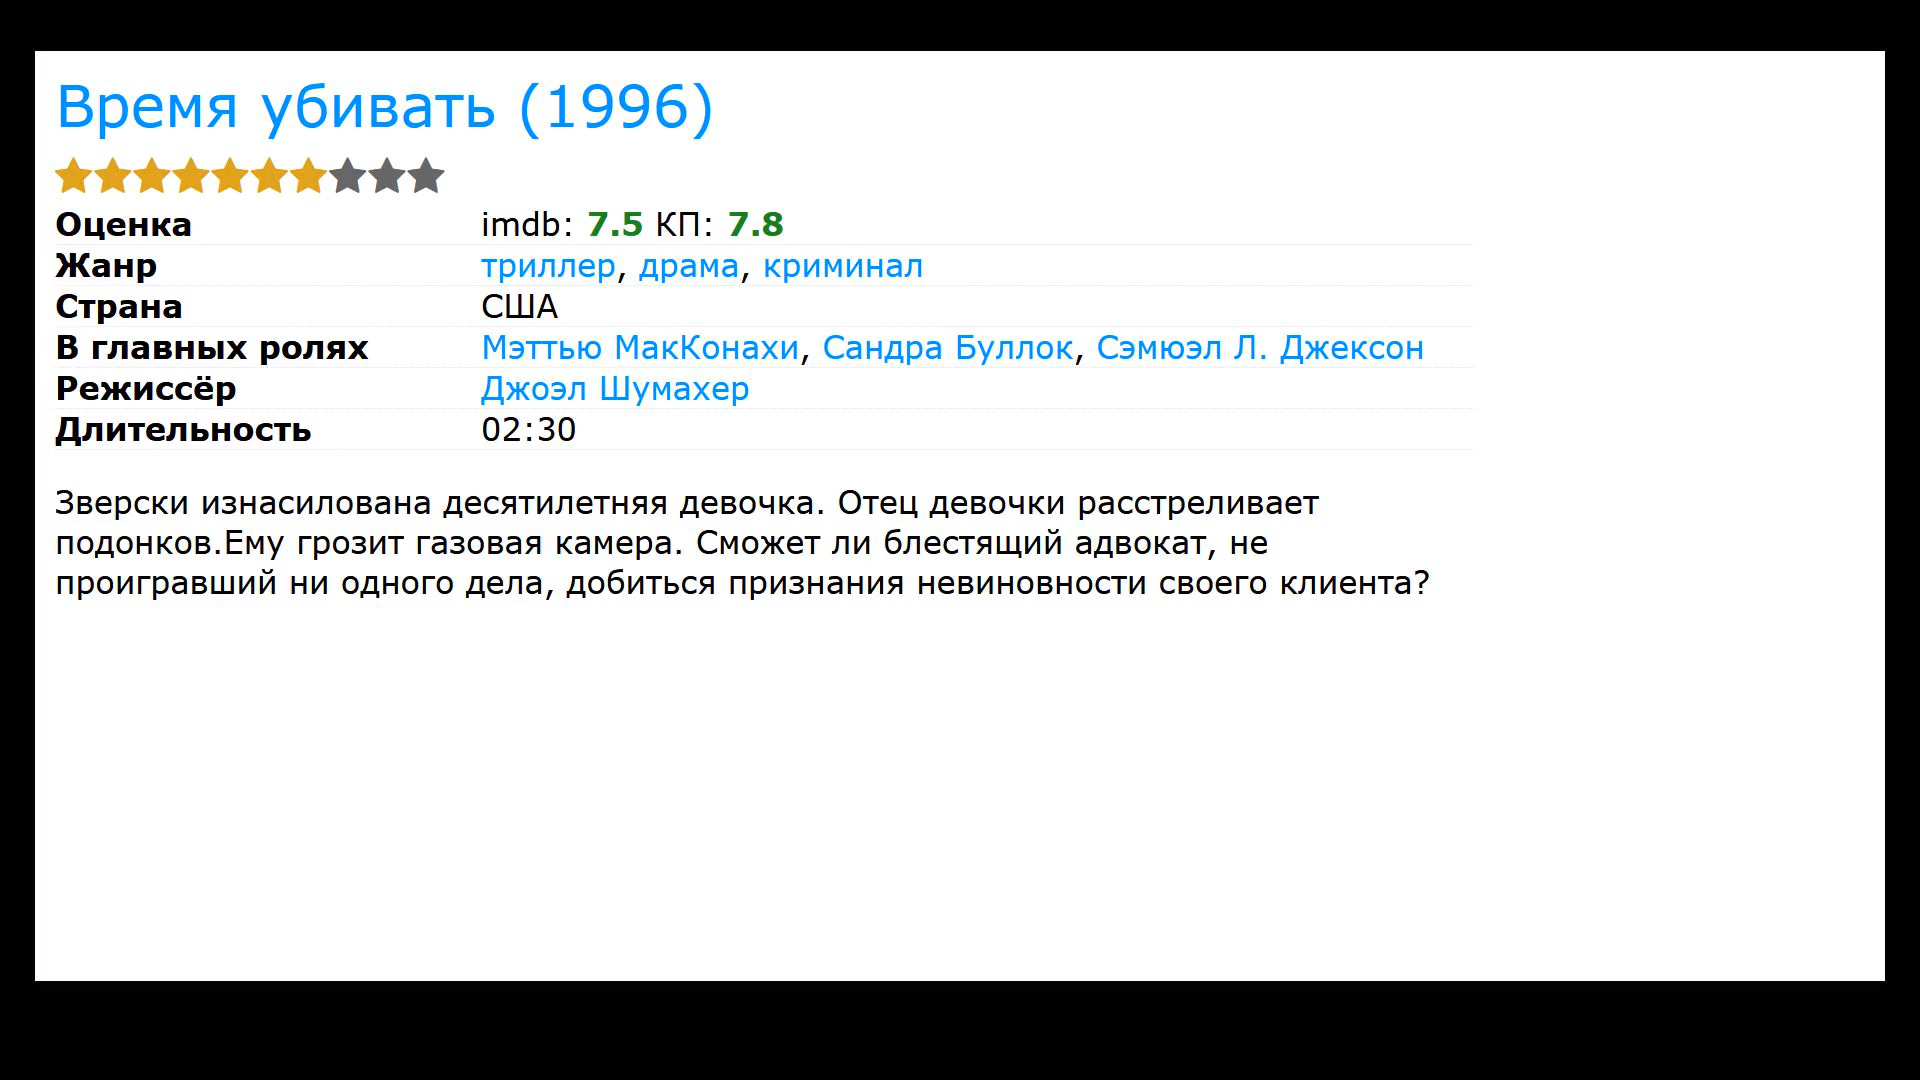 Время убивать (1996)
Оценка imdb: 7.5 КП: 7.8
Жанр триллер, драма, криминал
Страна США
В главных ролях Мэттью МакКонахи, Сандра Буллок, Сэмюэл Л. Джексон
Режиссёр Джоэл Шумахер
Длительность 02:30
Зверски изнасилована десятилетняя девочка. Отец девочки расстреливает
подонков.Ему грозит газовая камера. Сможет ли блестящий адвокат, не
проигравший ни одного дела, добиться признания невиновности своего клиента?